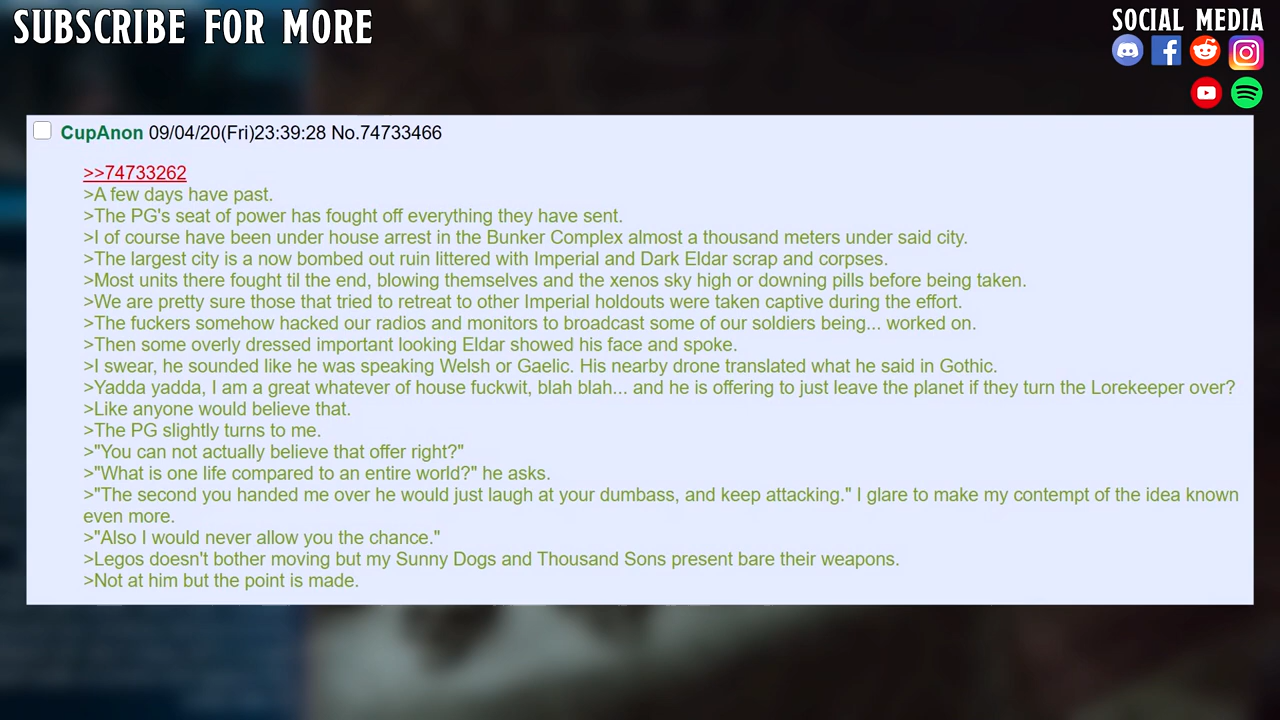 SUBSCRIBE FOR MORE
SOCIAL MEDIA
CupAnon 09/04/20(Fri)23:39:28 No.74733466
>>74733262
>A few days have past.
>The PG's seat of power has fought off everything they have sent.
>I of course have been under house arrest in the Bunker Complex almost a thousand meters under said city.
>The largest city is a now bombed out ruin littered with Imperial and Dark Eldar scrap and corpses.
>Most units there fought til the end, blowing themselves and the xenos sky high or downing pills before being taken.
>We are pretty sure those that tried to retreat to other Imperial holdouts were taken captive during the effort.
>The fuckers somehow hacked our radios and monitors to broadcast some of our soldiers being... worked on.
>Then some overly dressed important looking Eldar showed his face and spoke.
>I swear, he sounded like he was speaking Welsh or Gaelic. His nearby drone translated what he said in Gothic.
>Yadda yadda, I am a great whatever of house fuckwit, blah blah... and he is offering to just leave the planet if they turn the Lorekeeper over?
>Like anyone would believe that.
>The PG slightly turns to me.
>"You can not actually believe that offer right?"
>"What is one life compared to an entire world?" he asks.
>"The second you handed me over he would just laugh at your dumbass, and keep attacking." I glare to make my contempt of the idea known
even more.
>"Also I would never allow you the chance."
>Legos doesn't bother moving but my Sunny Dogs and Thousand Sons present bare their weapons.
>Not at him but the point is made.